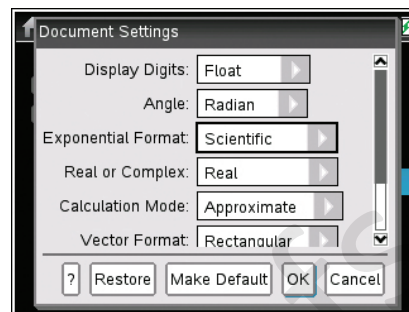 Document Settings
Display Digits: Float
Angle: Radian
Exponential Format: Scientific
Real or Complex: Real
Calculation Mode: Approximate
Vector Format: Rectangular
? Restore Make Default OK Cancel